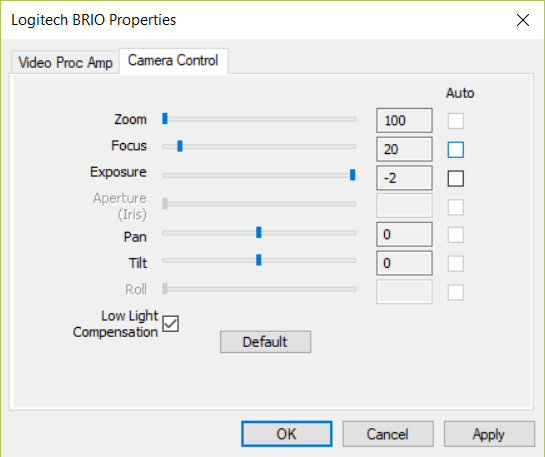 Logitech BRIO Properties
Video Proc Amp
Camera Control
Auto
Zoom
100
Focus
20
Exposure
-2
Aperture
(Iris)
Pan
0
Tilt
0
Roll
Low Light
Compensation
Default
OK
Cancel
Apply